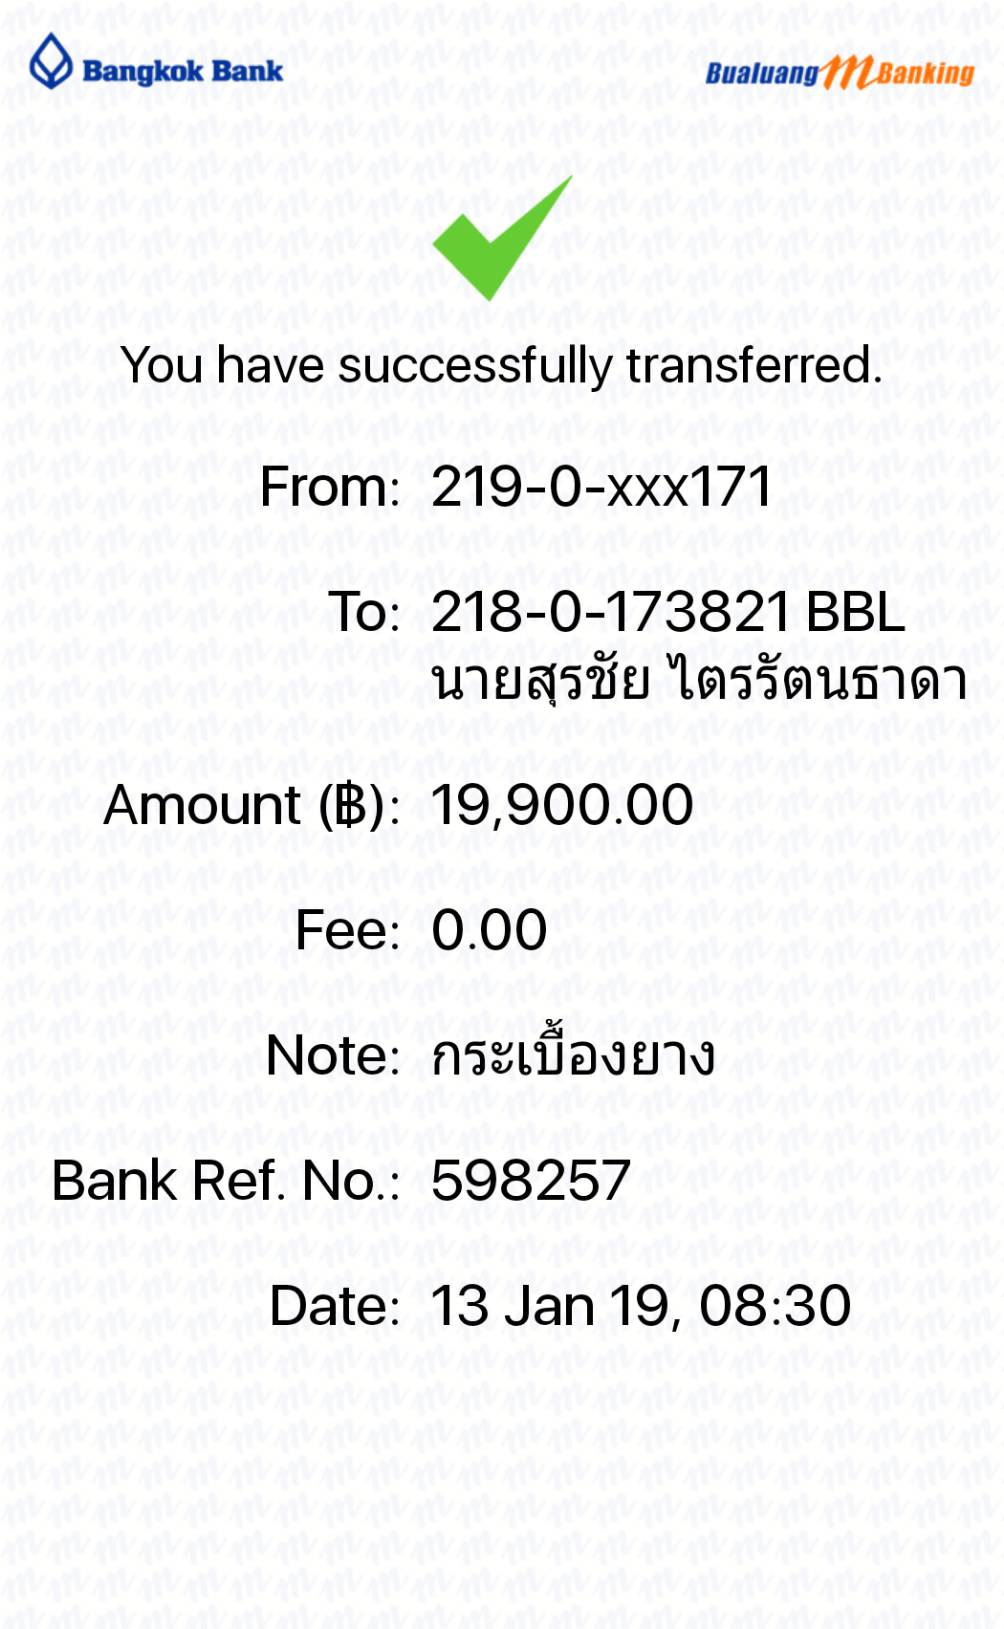 Bangkok Bank
Bualuang mBanking
You have successfully transferred.
From: 219-0-xxx171
To: 218-0-173821 BBL
นายสุรชัย ไตรรัตนธาดา
Amount (฿): 19,900.00
Fee: 0.00
Note: กระเบื้องยาง
Bank Ref. No.: 598257
Date: 13 Jan 19, 08:30